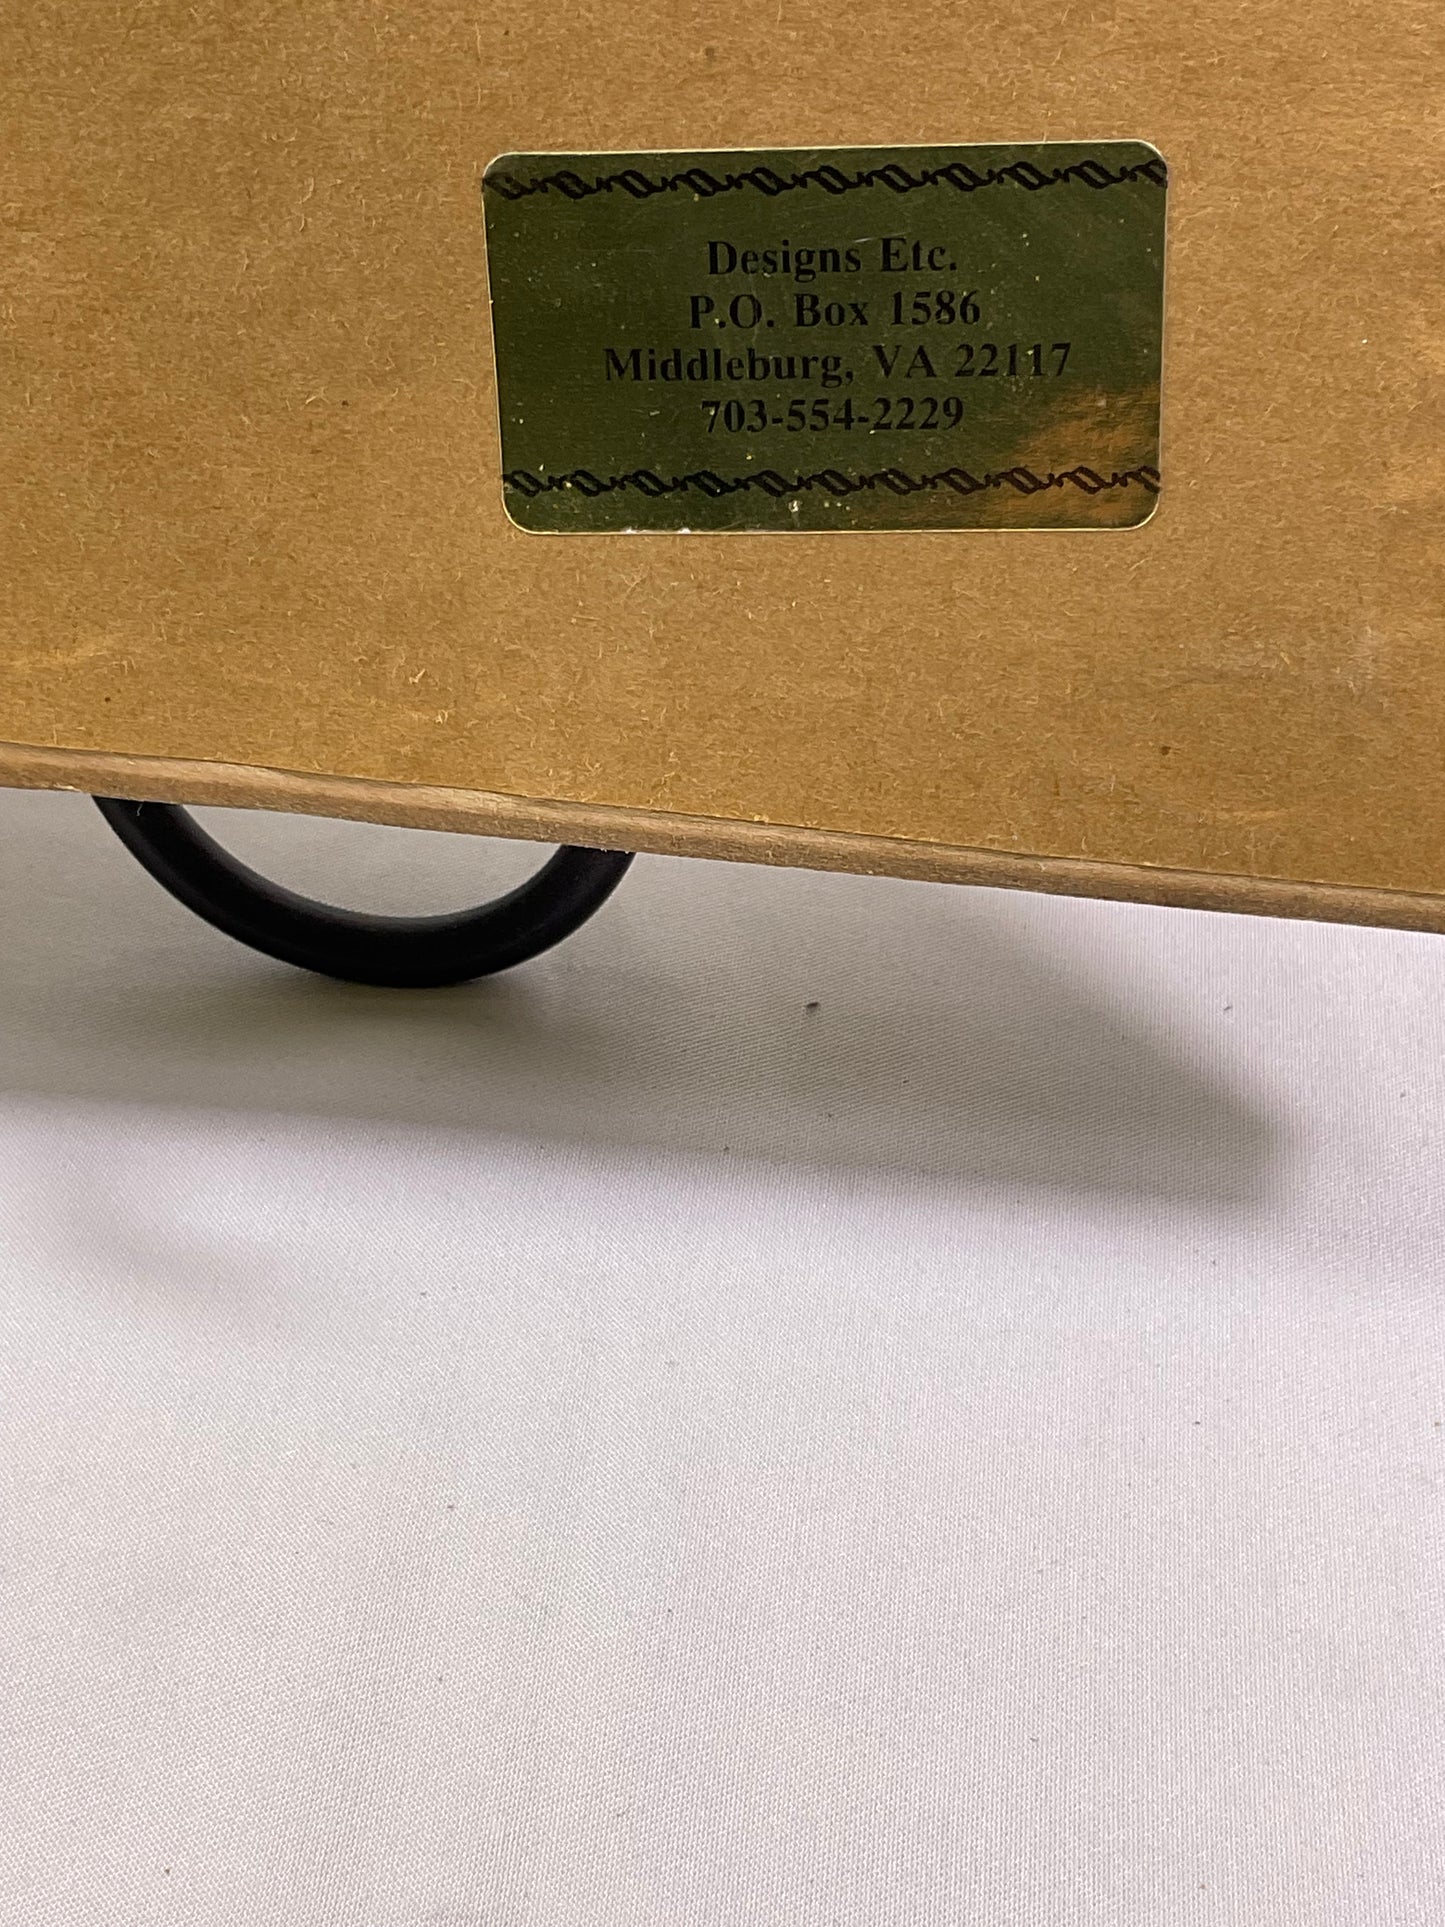 Designs Etc.
P.O. Box 1586
Middleburg, VA 22117
703-554-2229